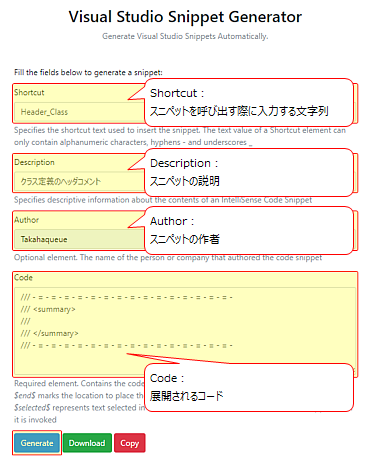 Visual Studio Snippet Generator
Generate Visual Studio Snippets Automatically.
Fill the fields below to generate a snippet:
Shortcut
Header_Class
Shortcut :
スニペットを呼び出す際に入力する文字列
Specifies the shortcut text used to insert the snippet. The text value of a Shortcut element can
only contain alphanumeric characters, hyphens - and underscores _
Description
クラス定義のヘッダコメント
Description :
スニペットの説明
Specifies descriptive information about the contents of an IntelliSense Code Snippet
Author
Takahaqueue
Author :
スニペットの作者
Optional element. The name of the person or company that authored the code snippet
Code
/// - = - = - = - = - = - = - = - = - = - = - = - = - = - = - = -
/// <summary>
///
/// </summary>
/// - = - = - = - = - = - = - = - = - = - = - = - = - = - = - = -
Code :
展開されるコード
Required element. Contains the cod
$end$ marks the location to place th
$selected$ represents text selected in
it is invoked
Generate
Download
Copy